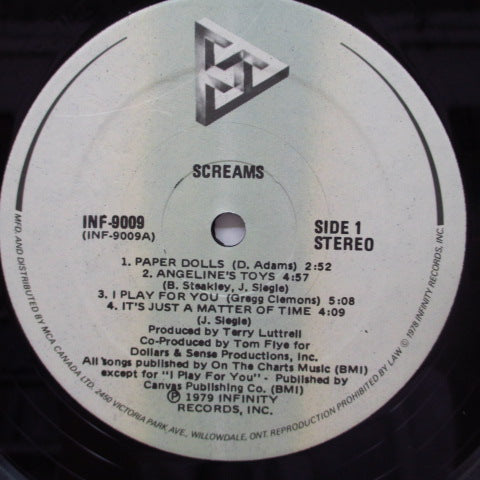 SCREAMS
INF-9009
(INF-9009A)
SIDE 1
STEREO
1. PAPER DOLLS (D. Adams) 2:52
2. ANGELINE'S TOYS 4:57
(B. Steakley, J. Siegle)
3. I PLAY FOR YOU (Gregg Clemons) 5:08
4. IT'S JUST A MATTER OF TIME 4:09
(J. Siegle)
Produced by Terry Luttrell
Co-Produced by Tom Flye for
Dollars & Sense Productions, Inc.
All songs published by On The Charts Music (BMI)
except for "I Play For You" - Published by
Canvas Publishing Co. (BMI)
Ⓟ 1979 INFINITY
RECORDS, INC.
MFD. AND DISTRIBUTED BY MCA CANADA LTD. 2450 VICTORIA PARK AVE., WILLOWDALE, ONT. REPRODUCTION PROHIBITED BY LAW © 1978 INFINITY RECORDS, INC.